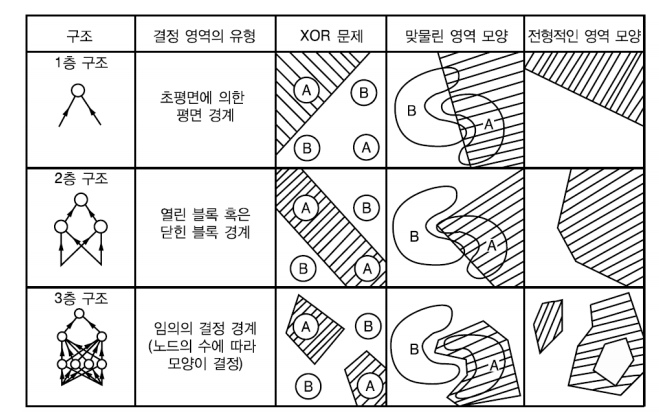 구조 결정 영역의 유형 XOR 문제 맞물린 영역 모양 전형적인 영역 모양
1층 구조
초평면에 의한
평면 경계
A B
B A
B A
2층 구조
열린 블록 혹은
닫힌 블록 경계
A B
B A
B A
3층 구조
임의의 결정 경계
(노드의 수에 따라
모양이 결정)
A B
B A
B A